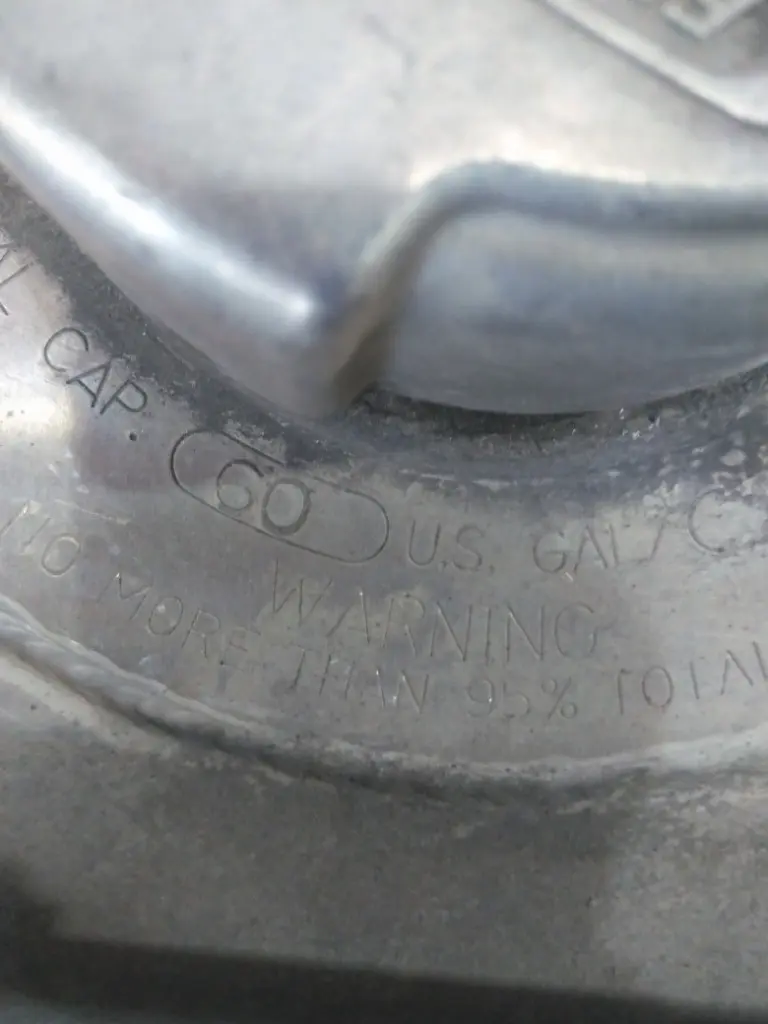 CAP. 60 U.S. GAL/
WARNING
NO MORE THAN 95% TOTAL